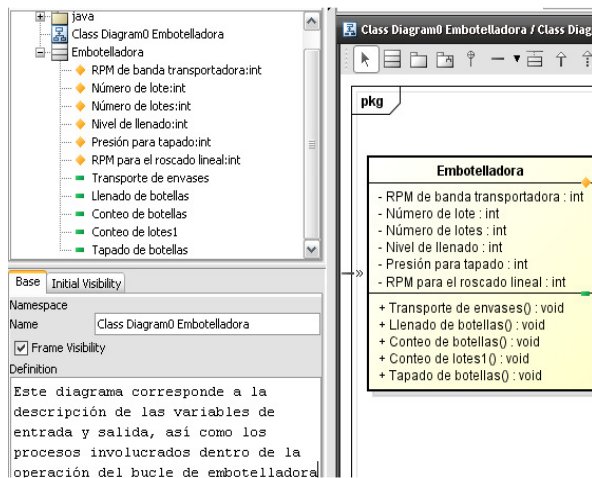 java
Class Diagram0 Embotelladora
Embotelladora
RPM de banda transportadora:int
Número de lote:int
Número de lotes:int
Nivel de llenado:int
Presión para tapado:int
RPM para el roscado lineal:int
Transporte de envases
Llenado de botellas
Conteo de botellas
Conteo de lotes1
Tapado de botellas
Base Initial Visibility
Namespace
Name Class Diagram0 Embotelladora
Frame Visibility
Definition
Este diagrama corresponde a la
descripción de las variables de
entrada y salida, así como los
procesos involucrados dentro de la
operación del bucle de embotelladora
Class Diagram0 Embotelladora / Class Diag
pkg
Embotelladora
- RPM de banda transportadora : int
- Número de lote : int
- Número de lotes : int
- Nivel de llenado : int
- Presión para tapado : int
- RPM para el roscado lineal : int
+ Transporte de envases() : void
+ Llenado de botellas() : void
+ Conteo de botellas() : void
+ Conteo de lotes1() : void
+ Tapado de botellas() : void